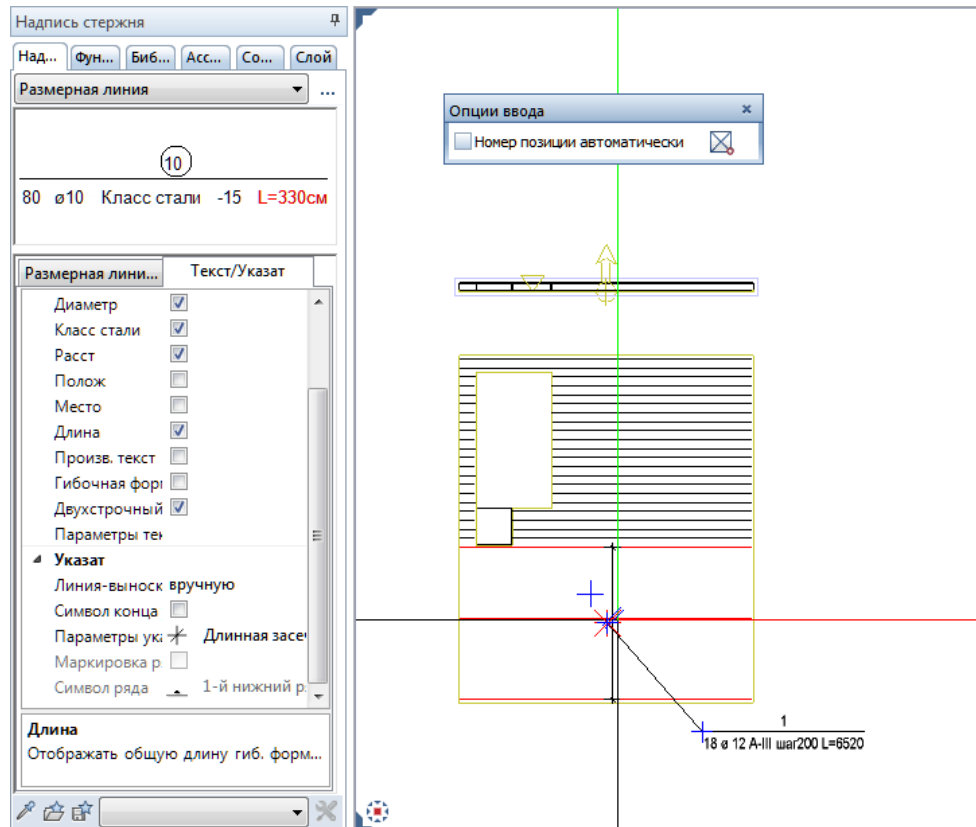 Надпись стержня
Над... Фун... Биб... Асс... Со... Слой
Размерная линия ...
10
80 ø10 Класс стали -15 L=330см
Размерная лини... Текст/Указат
Диаметр
Класс стали
Расст
Полож
Место
Длина
Произв. текст
Гибочная фор
Двухстрочный
Параметры тек
Указат
Линия-выноск вручную
Символ конца
Параметры ука Длинная засеч
Маркировка р
Символ ряда 1-й нижний р
Длина
Отображать общую длину гиб. форм...
Опции ввода
Номер позиции автоматически
1
18 ø 12 А-III шаг200 L=6520